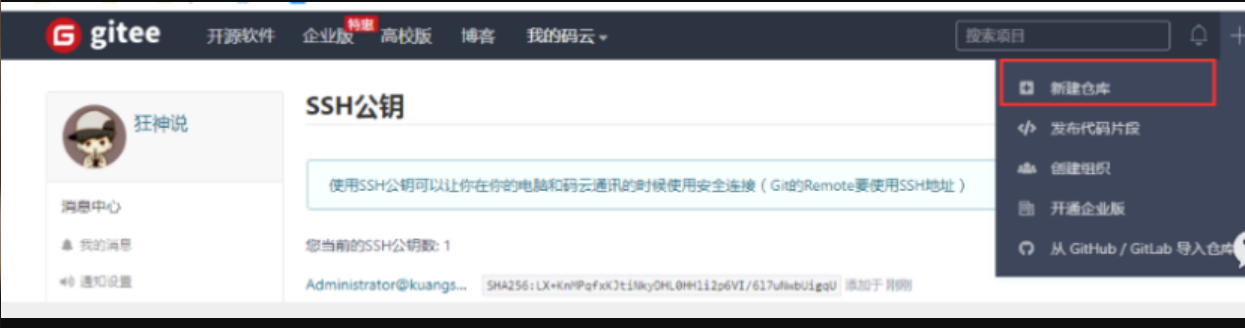 gitee 开源软件 企业版 特惠 高校版 博客 我的码云 搜索项目
新建仓库
发布代码片段
创建组织
开通企业版
从 GitHub / GitLab 导入仓库
狂神说
消息中心
我的消息
通知设置
SSH公钥
使用SSH公钥可以让你在你的电脑和码云通讯的时候使用安全连接（Git的Remote要使用SSH地址）
您当前的SSH公钥数: 1
Administrator@kuangs... 添加于 刚刚